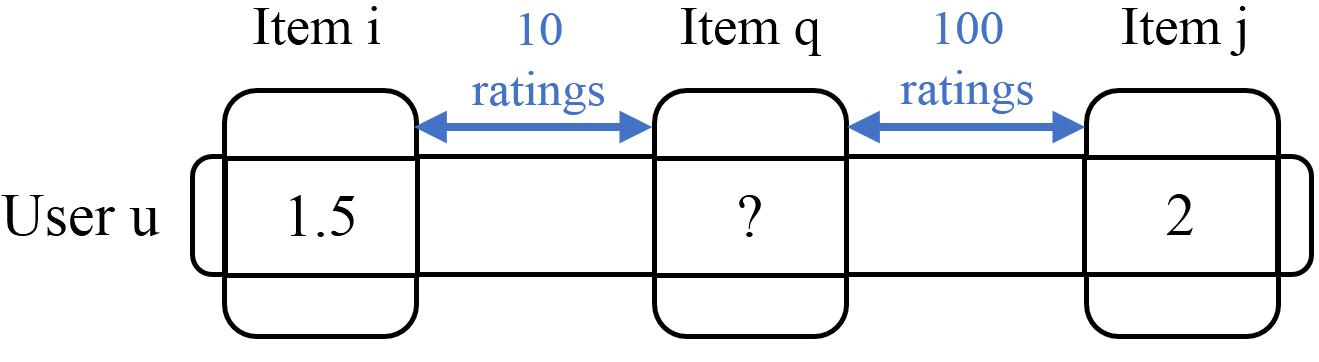 Item i
10
ratings
Item q
100
ratings
Item j
User u
1.5
?
2